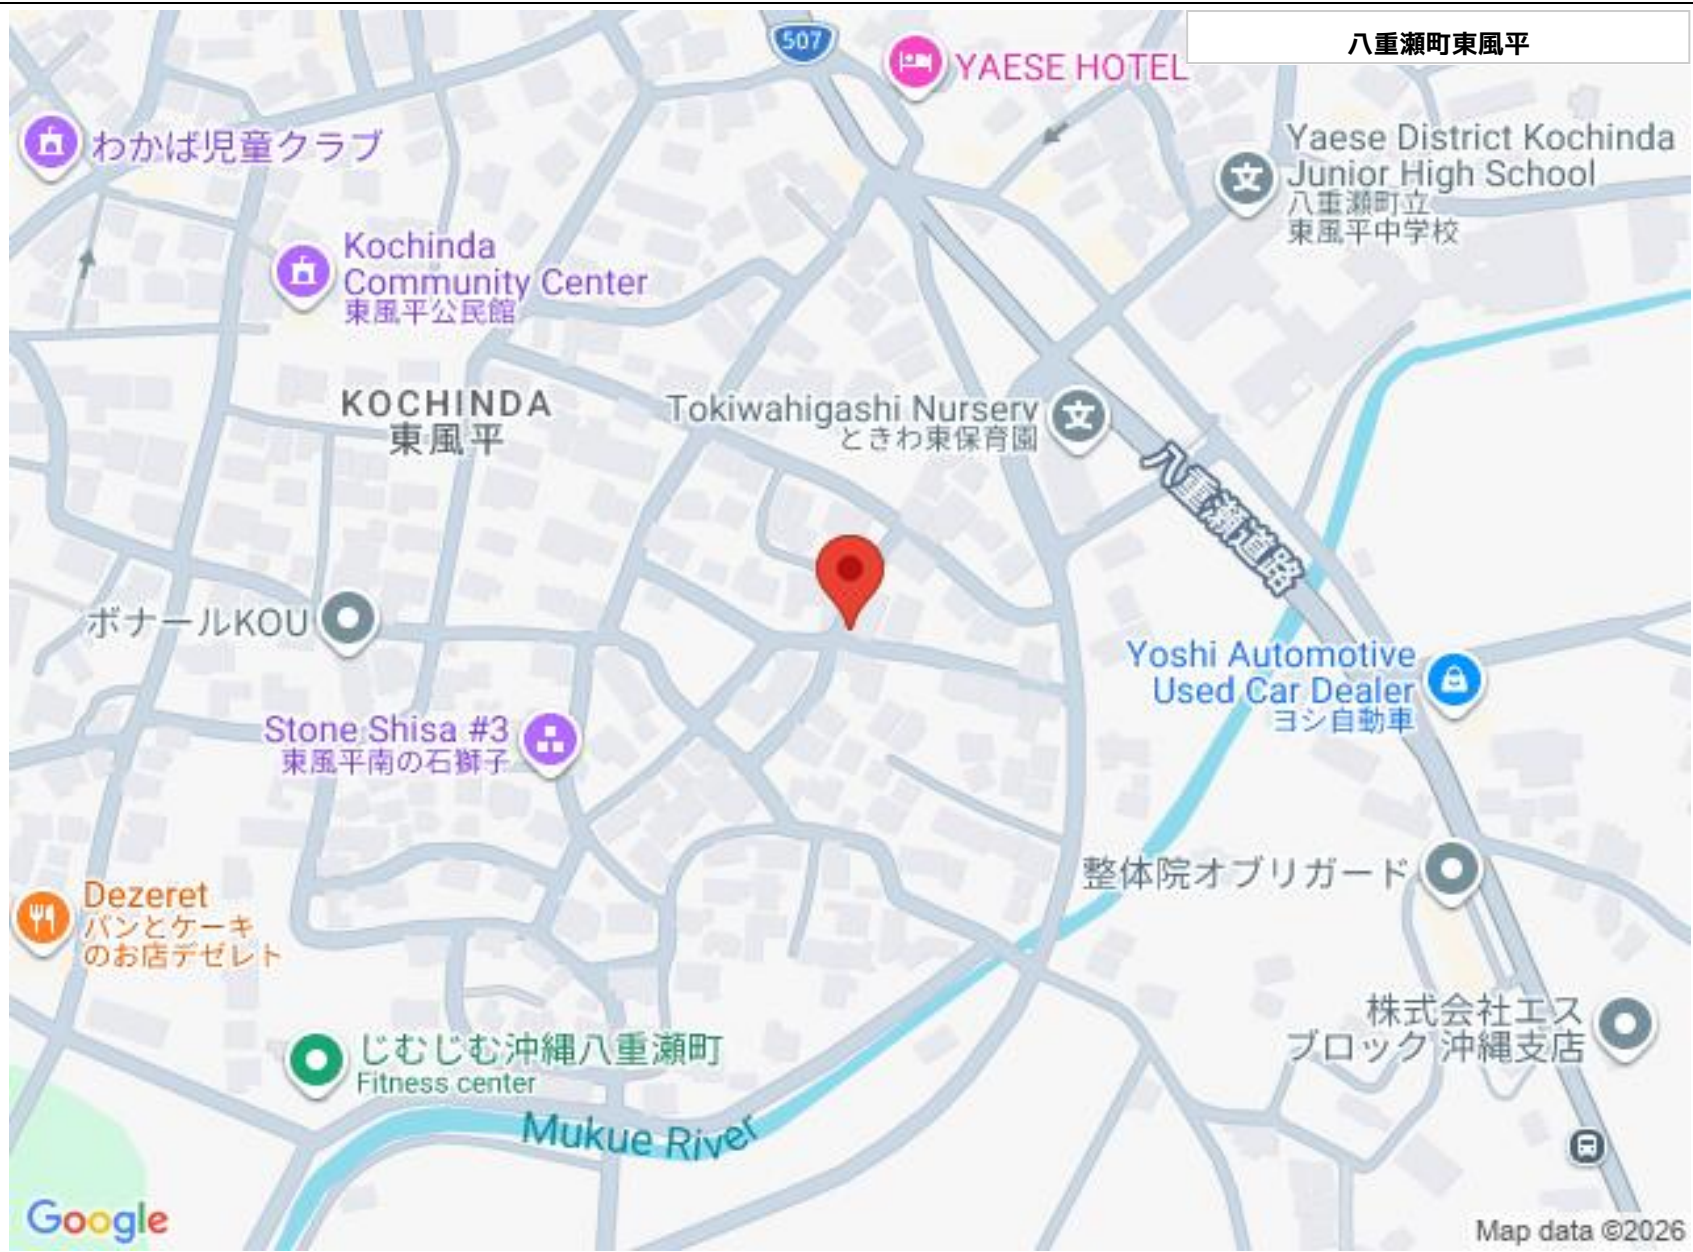 八重瀬町東風平
507
YAESE HOTEL
わかば児童クラブ
Yaese District Kochinda
Junior High School
八重瀬町立
東風平中学校
Kochinda
Community Center
東風平公民館
KOCHINDA
東風平
Tokiwahigashi Nursery
ときわ東保育園
八重瀬道路
ボナールKOU
Yoshi Automotive
Used Car Dealer
ヨシ自動車
Stone Shisa #3
東風平南の石獅子
整体院オブリガード
Dezeret
パンとケーキ
のお店デゼレト
株式会社エス
ブロック 沖縄支店
じむじむ沖縄八重瀬町
Fitness center
Mukue River
Google
Map data ©2026